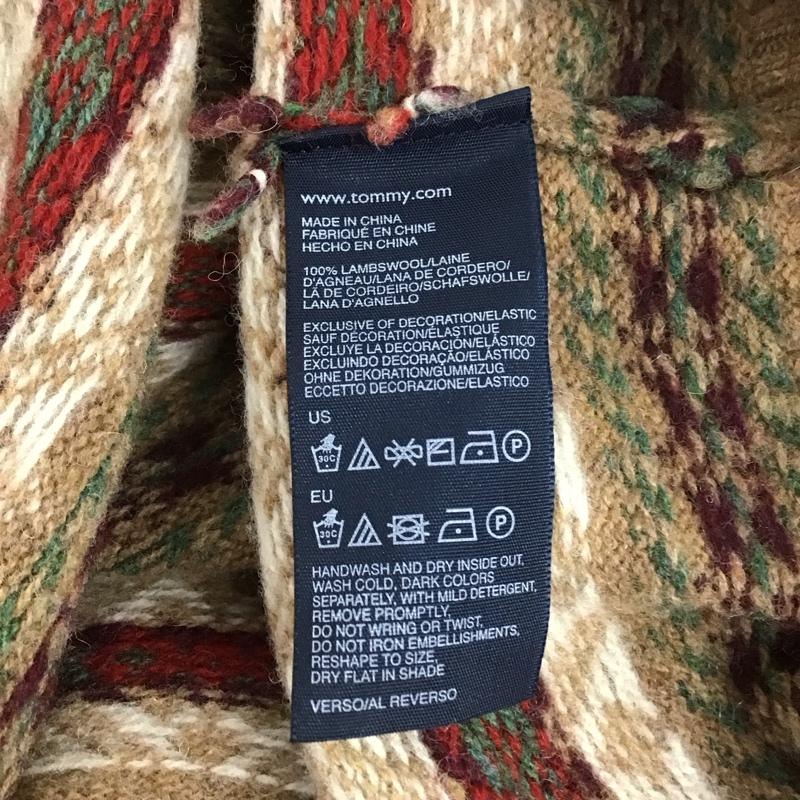 www.tommy.com
MADE IN CHINA
FABRIQUÉ EN CHINE
HECHO EN CHINA
100% LAMBSWOOL/LAINE
D'AGNEAU/LANA DE CORDERO/
LÃ DE CORDEIRO/SCHAFSWOLLE/
LANA D'AGNELLO
EXCLUSIVE OF DECORATION/ELASTIC
SAUF DÉCORATION/ÉLASTIQUE
EXCLUYE LA DECORACIÓN/ELÁSTICO
EXCLUINDO DECORAÇÃO/ELÁSTICO
OHNE DEKORATION/GUMMIZUG
ECCETTO DECORAZIONE/ELASTICO
US
30C P
EU
30C P
HANDWASH AND DRY INSIDE OUT,
WASH COLD, DARK COLORS
SEPARATELY, WITH MILD DETERGENT,
REMOVE PROMPTLY,
DO NOT WRING OR TWIST,
DO NOT IRON EMBELLISHMENTS,
RESHAPE TO SIZE,
DRY FLAT IN SHADE
VERSO/AL REVERSO